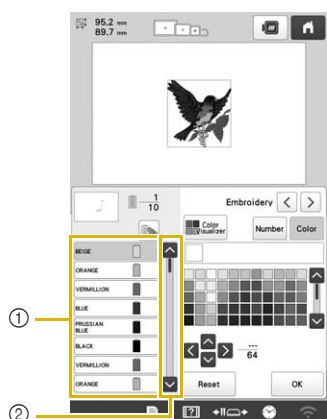 95.2 mm
89.7 mm
1
10
Embroidery
Color Visualizer
Number
Color
BEIGE
ORANGE
VERMILLION
BLUE
PRUSSIAN
BLUE
BLACK
VERMILLION
ORANGE
---
64
Reset
OK
①
②